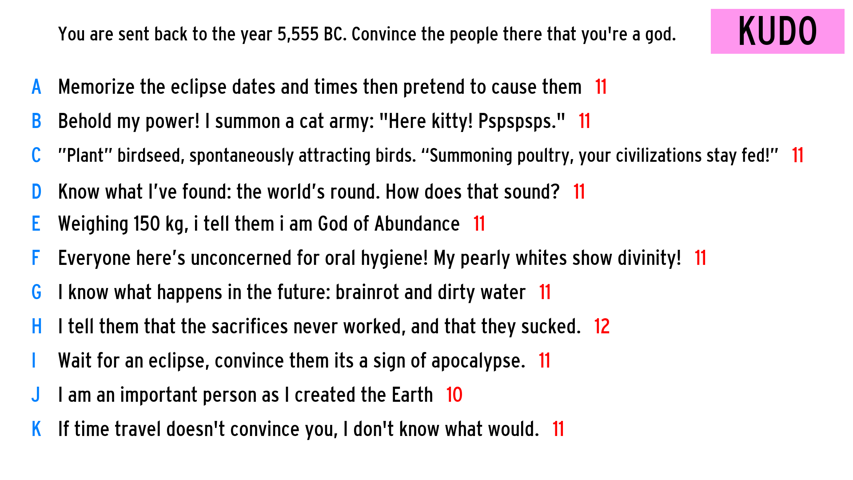 You are sent back to the year 5,555 BC. Convince the people there that you're a god.
KUDO
A Memorize the eclipse dates and times then pretend to cause them 11
B Behold my power! I summon a cat army: "Here kitty! Pspspsps." 11
C ”Plant” birdseed, spontaneously attracting birds. “Summoning poultry, your civilizations stay fed!” 11
D Know what I’ve found: the world’s round. How does that sound? 11
E Weighing 150 kg, i tell them i am God of Abundance 11
F Everyone here’s unconcerned for oral hygiene! My pearly whites show divinity! 11
G I know what happens in the future: brainrot and dirty water 11
H I tell them that the sacrifices never worked, and that they sucked. 12
I Wait for an eclipse, convince them its a sign of apocalypse. 11
J I am an important person as I created the Earth 10
K If time travel doesn't convince you, I don't know what would. 11